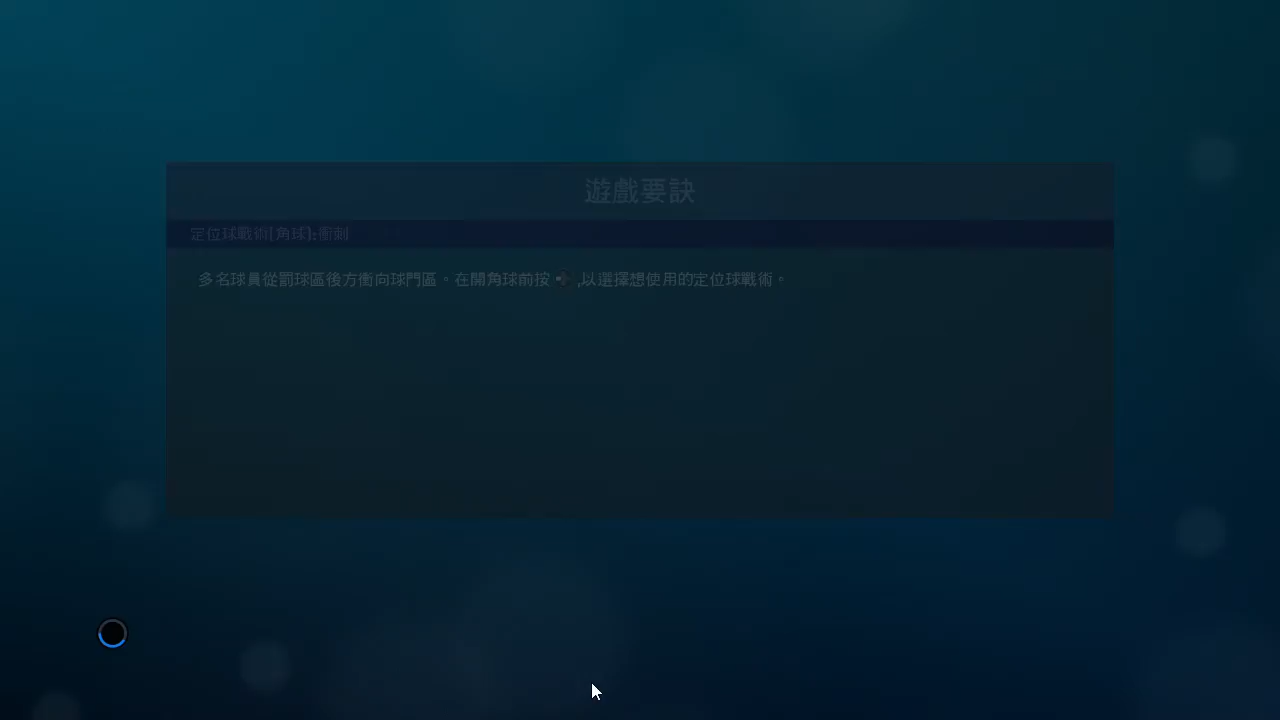 遊戲要訣
定位球戰術(角球):衝刺
多名球員從罰球區後方衝向球門區。在開角球前按 ,以選擇想使用的定位球戰術。